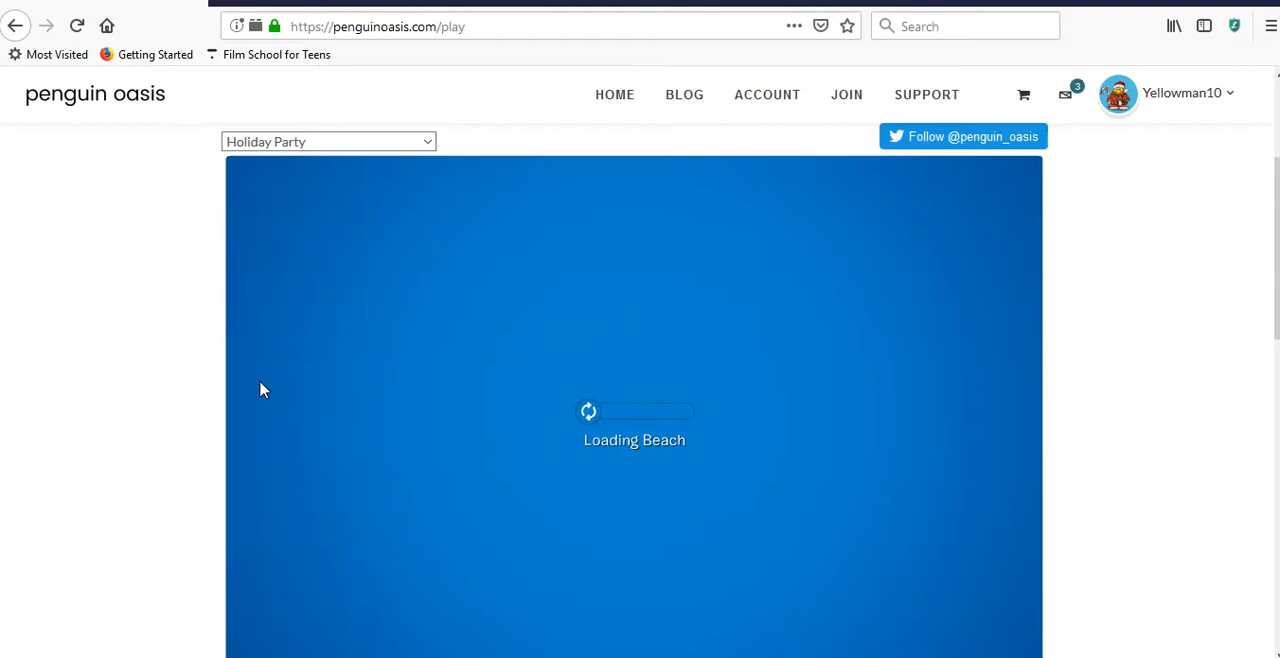 https://penguinoasis.com/play
Search
Most Visited Getting Started Film School for Teens
penguin oasis HOME BLOG ACCOUNT JOIN SUPPORT 3 Yellowman10
Holiday Party
Follow @penguin_oasis
Loading Beach